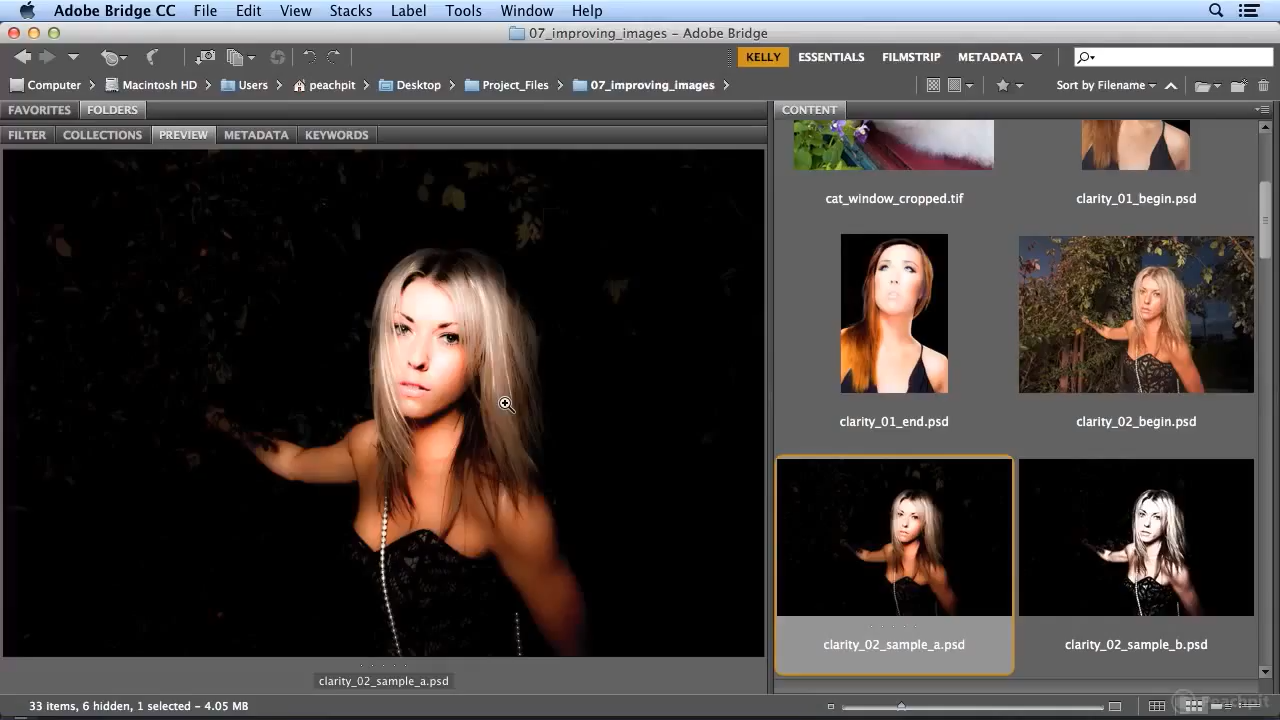 Adobe Bridge CC File Edit View Stacks Label Tools Window Help
07_improving_images – Adobe Bridge
KELLY ESSENTIALS FILMSTRIP METADATA
Computer Macintosh HD Users peachpit Desktop Project_Files 07_improving_images Sort by Filename
FAVORITES FOLDERS CONTENT
FILTER COLLECTIONS PREVIEW METADATA KEYWORDS
cat_window_cropped.tif clarity_01_begin.psd
clarity_01_end.psd clarity_02_begin.psd
clarity_02_sample_a.psd clarity_02_sample_b.psd
clarity_02_sample_a.psd
33 items, 6 hidden, 1 selected – 4.05 MB